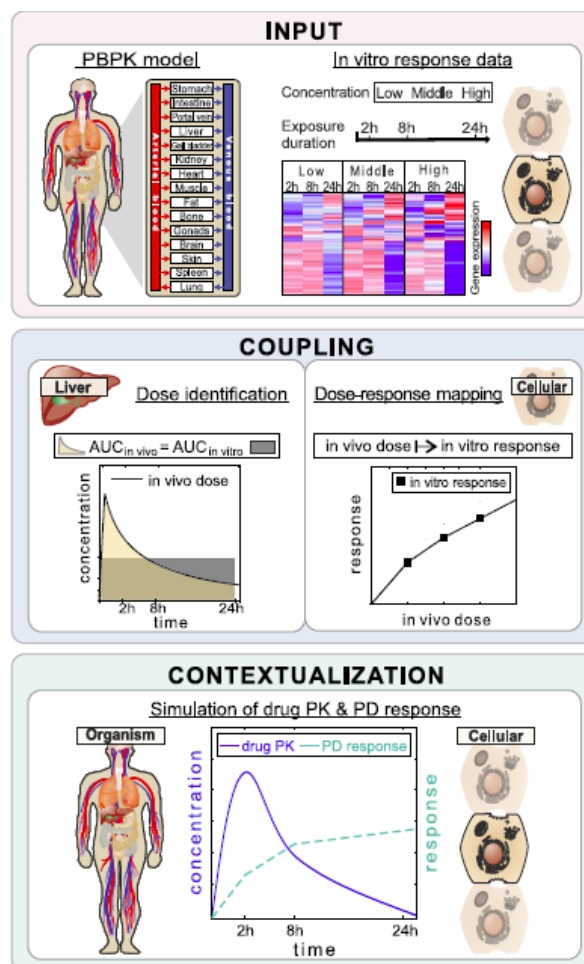 INPUT
PBPK model
Arterial blood
Stomach
Intestine
Portal vein
Liver
Gall bladder
Kidney
Heart
Muscle
Fat
Bone
Gonads
Brain
Skin
Spleen
Lung
Venous blood
In vitro response data
Concentration Low Middle High
Exposure
duration
2h 8h 24h
Low Middle High
2h 8h 24h 2h 8h 24h 2h 8h 24h
Gene expression
COUPLING
Liver
Dose identification
AUC in vivo = AUC in vitro
in vivo dose
concentration
2h 8h 24h
time
Dose-response mapping
Cellular
in vivo dose ↦ in vitro response
in vitro response
response
in vivo dose
CONTEXTUALIZATION
Simulation of drug PK & PD response
Organism
drug PK PD response
concentration
response
2h 8h 24h
time
Cellular